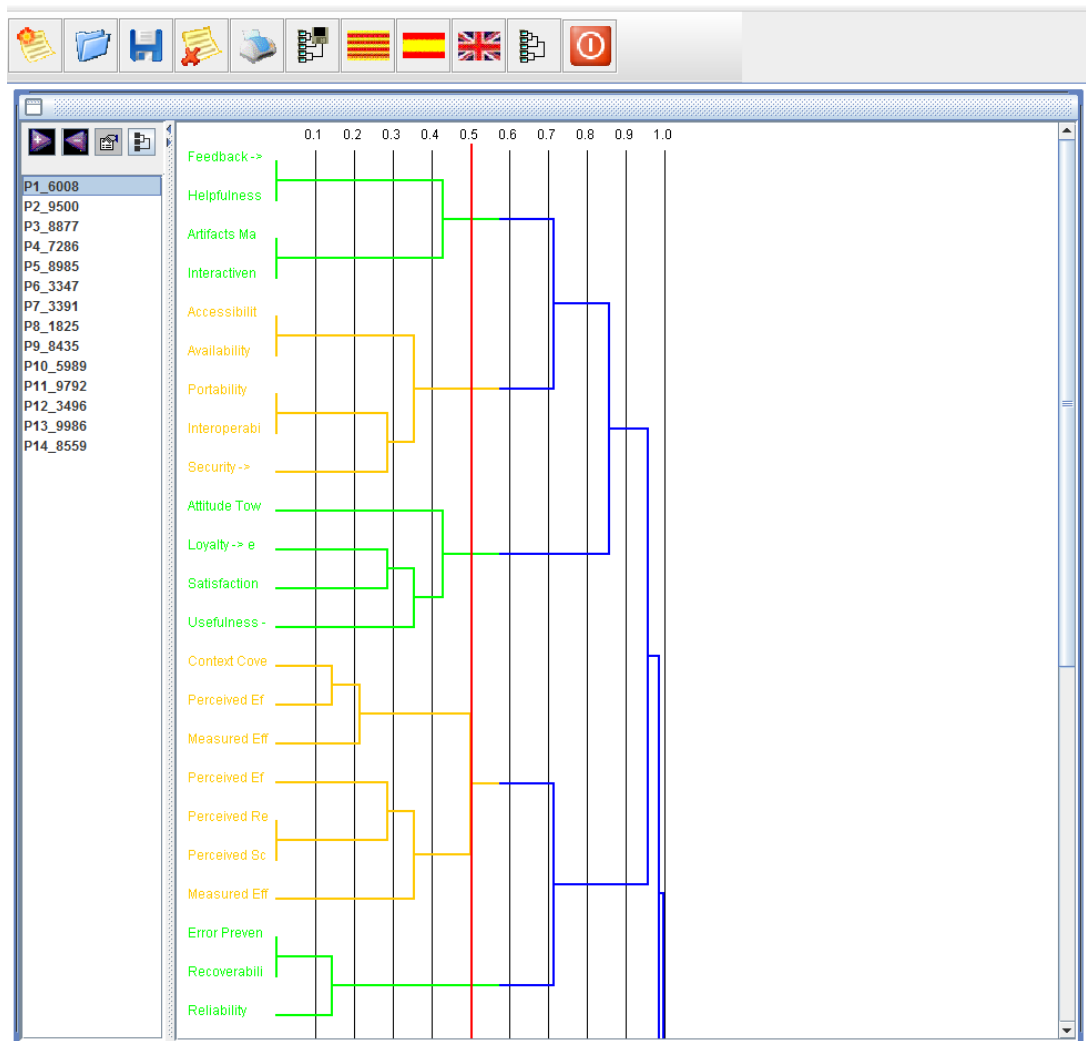 0.1 0.2 0.3 0.4 0.5 0.6 0.7 0.8 0.9 1.0
P1_6008
P2_9500
P3_8877
P4_7286
P5_8985
P6_3347
P7_3391
P8_1825
P9_8435
P10_5989
P11_9792
P12_3496
P13_9986
P14_8559
Feedback ->
Helpfulness
Artifacts Ma
Interactiven
Accessibilit
Availability
Portability
Interoperabi
Security ->
Attitude Tow
Loyalty -> e
Satisfaction
Usefulness -
Context Cove
Perceived Ef
Measured Eff
Perceived Ef
Perceived Re
Perceived Sc
Measured Eff
Error Preven
Recoverabili
Reliability